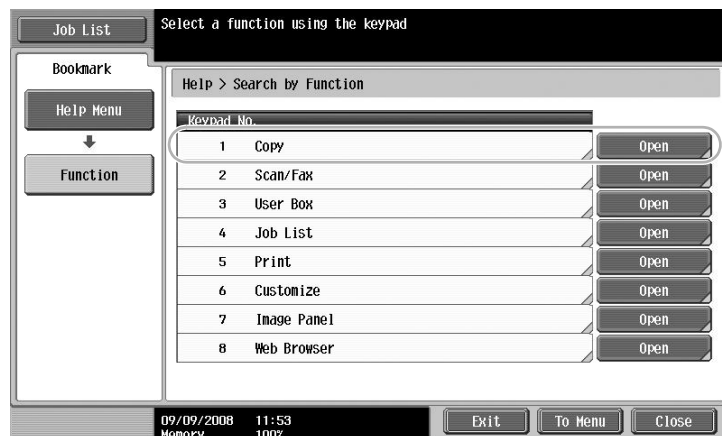 Job List
Select a function using the keypad
Bookmark
Help > Search by Function
Help Menu
Function
Keypad No.
1 Copy Open
2 Scan/Fax Open
3 User Box Open
4 Job List Open
5 Print Open
6 Customize Open
7 Image Panel Open
8 Web Browser Open
09/09/2008 11:53
Memory 100%
Exit To Menu Close